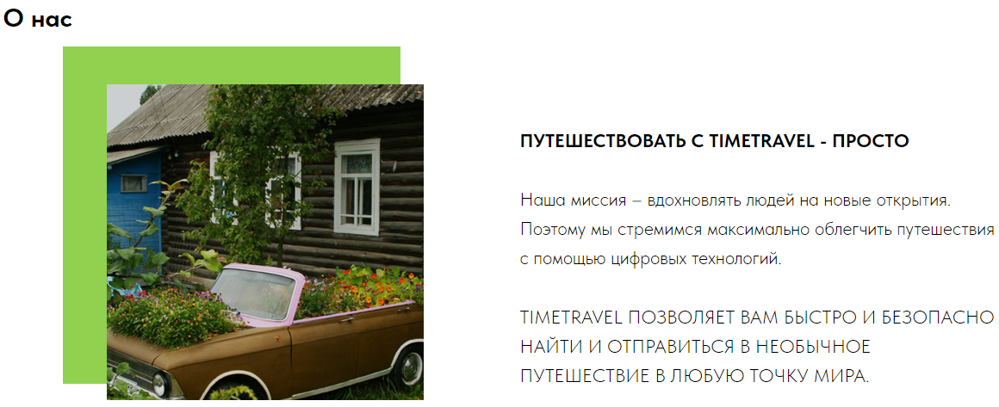 О нас
ПУТЕШЕСТВОВАТЬ С TIMETRAVEL - ПРОСТО
Наша миссия – вдохновлять людей на новые открытия.
Поэтому мы стремимся максимально облегчить путешествия
с помощью цифровых технологий.
TIMETRAVEL ПОЗВОЛЯЕТ ВАМ БЫСТРО И БЕЗОПАСНО
НАЙТИ И ОТПРАВИТЬСЯ В НЕОБЫЧНОЕ
ПУТЕШЕСТВИЕ В ЛЮБУЮ ТОЧКУ МИРА.